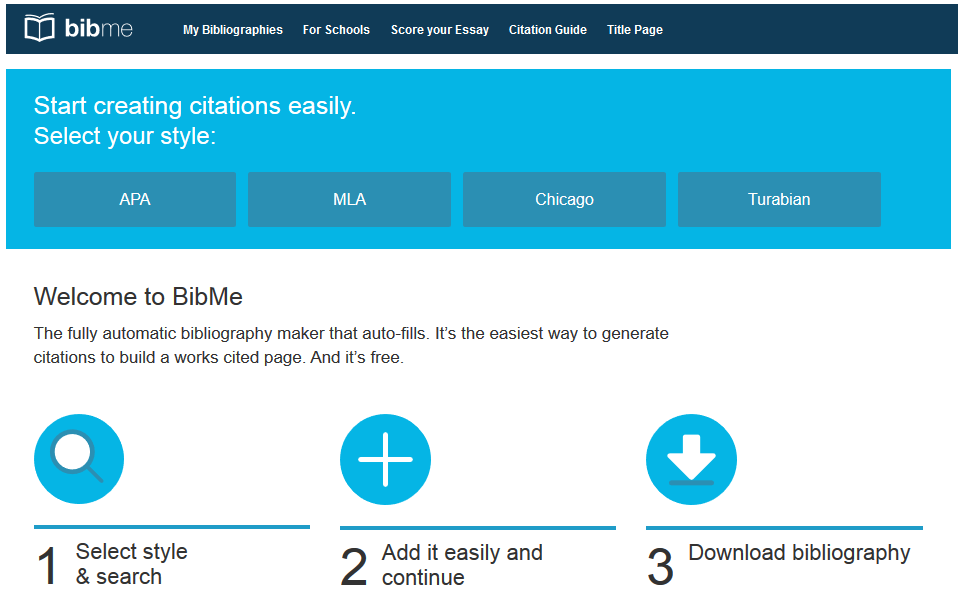 bibme My Bibliographies For Schools Score your Essay Citation Guide Title Page
Start creating citations easily.
Select your style:
APA MLA Chicago Turabian
Welcome to BibMe
The fully automatic bibliography maker that auto-fills. It’s the easiest way to generate
citations to build a works cited page. And it’s free.
1 Select style
& search
2 Add it easily and
continue
3 Download bibliography